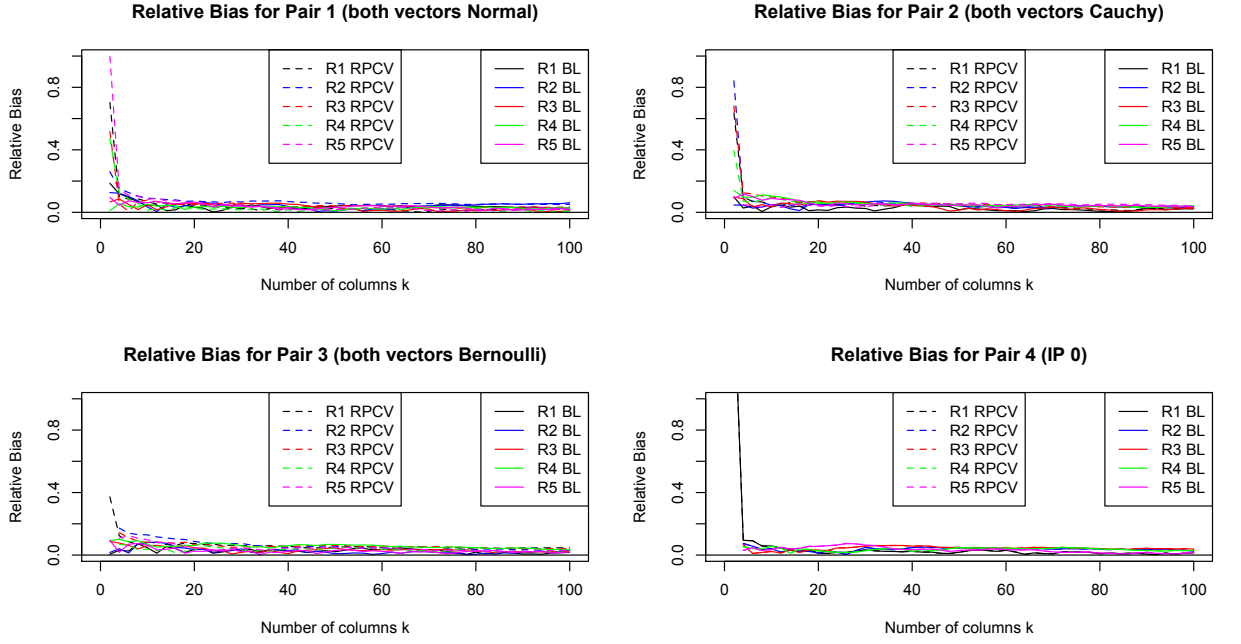 Relative Bias for Pair 1 (both vectors Normal)
Relative Bias
0.8
0.4
0.0
R1 RPCV
R2 RPCV
R3 RPCV
R4 RPCV
R5 RPCV
R1 BL
R2 BL
R3 BL
R4 BL
R5 BL
0 20 40 60 80 100
Number of columns k
Relative Bias for Pair 2 (both vectors Cauchy)
Relative Bias
0.8
0.4
0.0
R1 RPCV
R2 RPCV
R3 RPCV
R4 RPCV
R5 RPCV
R1 BL
R2 BL
R3 BL
R4 BL
R5 BL
0 20 40 60 80 100
Number of columns k
Relative Bias for Pair 3 (both vectors Bernoulli)
Relative Bias
0.8
0.4
0.0
R1 RPCV
R2 RPCV
R3 RPCV
R4 RPCV
R5 RPCV
R1 BL
R2 BL
R3 BL
R4 BL
R5 BL
0 20 40 60 80 100
Number of columns k
Relative Bias for Pair 4 (IP 0)
Relative Bias
0.8
0.4
0.0
R1 RPCV
R2 RPCV
R3 RPCV
R4 RPCV
R5 RPCV
R1 BL
R2 BL
R3 BL
R4 BL
R5 BL
0 20 40 60 80 100
Number of columns k